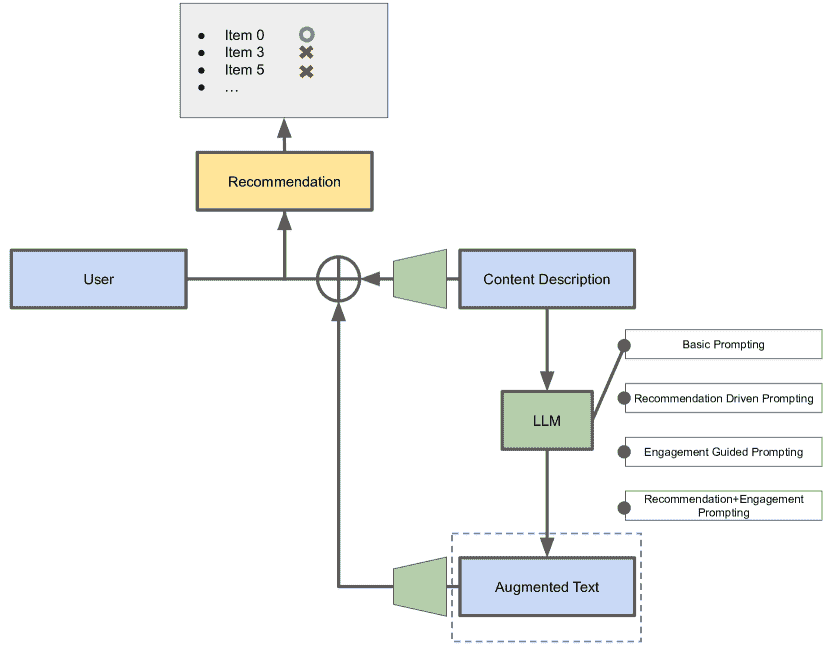 Item 0
Item 3
Item 5
...
Recommendation
User
Content Description
Basic Prompting
Recommendation Driven Prompting
LLM
Engagement Guided Prompting
Recommendation+Engagement
Prompting
Augmented Text